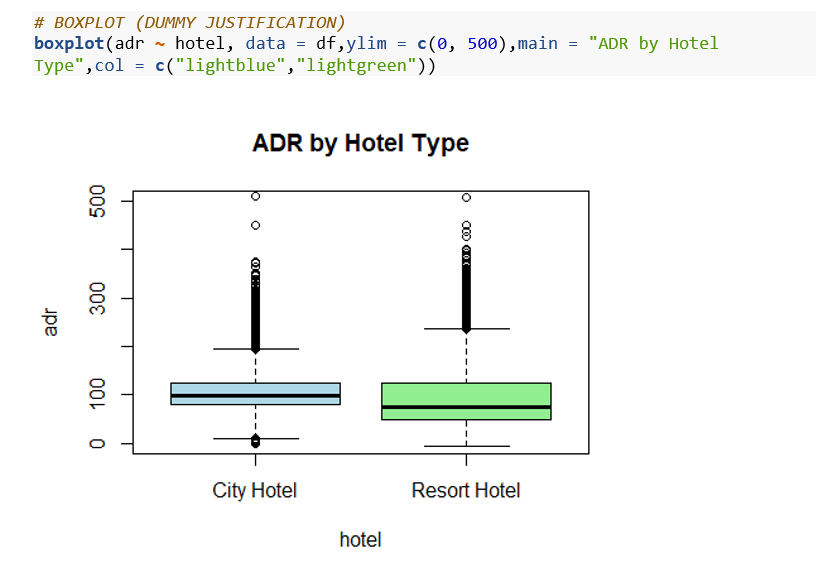 # BOXPLOT (DUMMY JUSTIFICATION)
boxplot(adr ~ hotel, data = df,ylim = c(0, 500),main = "ADR by Hotel
Type",col = c("lightblue","lightgreen"))
ADR by Hotel Type
500
300
100
0
adr
City Hotel
Resort Hotel
hotel